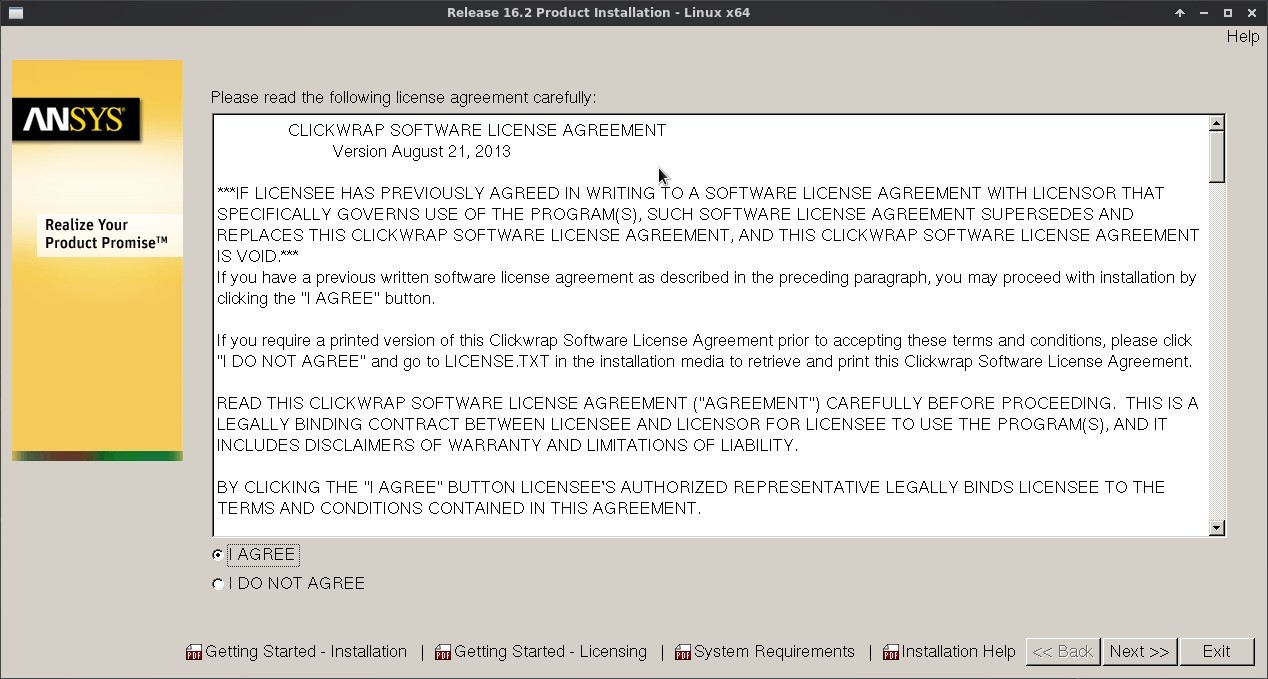 Release 16.2 Product Installation - Linux x64
Help
ANSYS®
Realize Your
Product Promise™
Please read the following license agreement carefully:
CLICKWRAP SOFTWARE LICENSE AGREEMENT
Version August 21, 2013
***IF LICENSEE HAS PREVIOUSLY AGREED IN WRITING TO A SOFTWARE LICENSE AGREEMENT WITH LICENSOR THAT
SPECIFICALLY GOVERNS USE OF THE PROGRAM(S), SUCH SOFTWARE LICENSE AGREEMENT SUPERSEDES AND
REPLACES THIS CLICKWRAP SOFTWARE LICENSE AGREEMENT, AND THIS CLICKWRAP SOFTWARE LICENSE AGREEMENT
IS VOID.***
If you have a previous written software license agreement as described in the preceding paragraph, you may proceed with installation by
clicking the "I AGREE" button.
If you require a printed version of this Clickwrap Software License Agreement prior to accepting these terms and conditions, please click
"I DO NOT AGREE" and go to LICENSE.TXT in the installation media to retrieve and print this Clickwrap Software License Agreement.
READ THIS CLICKWRAP SOFTWARE LICENSE AGREEMENT ("AGREEMENT") CAREFULLY BEFORE PROCEEDING.  THIS IS A
LEGALLY BINDING CONTRACT BETWEEN LICENSEE AND LICENSOR FOR LICENSEE TO USE THE PROGRAM(S), AND IT
INCLUDES DISCLAIMERS OF WARRANTY AND LIMITATIONS OF LIABILITY.
BY CLICKING THE "I AGREE" BUTTON LICENSEE'S AUTHORIZED REPRESENTATIVE LEGALLY BINDS LICENSEE TO THE
TERMS AND CONDITIONS CONTAINED IN THIS AGREEMENT.
I AGREE
I DO NOT AGREE
PDF Getting Started - Installation | PDF Getting Started - Licensing | PDF System Requirements | PDF Installation Help << Back Next >> Exit